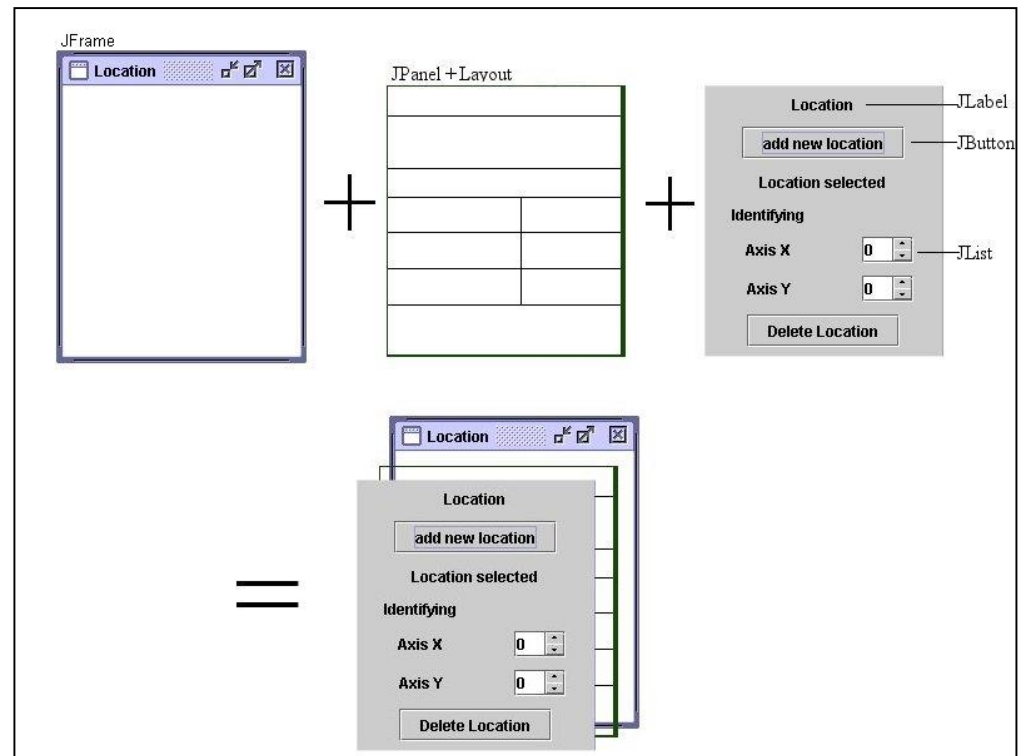 JFrame
Location
JPanel + Layout
Location
JLabel
add new location
JButton
Location selected
Identifying
Axis X
0
JList
Axis Y
0
Delete Location
Location
Location
add new location
Location selected
Identifying
Axis X
0
Axis Y
0
Delete Location